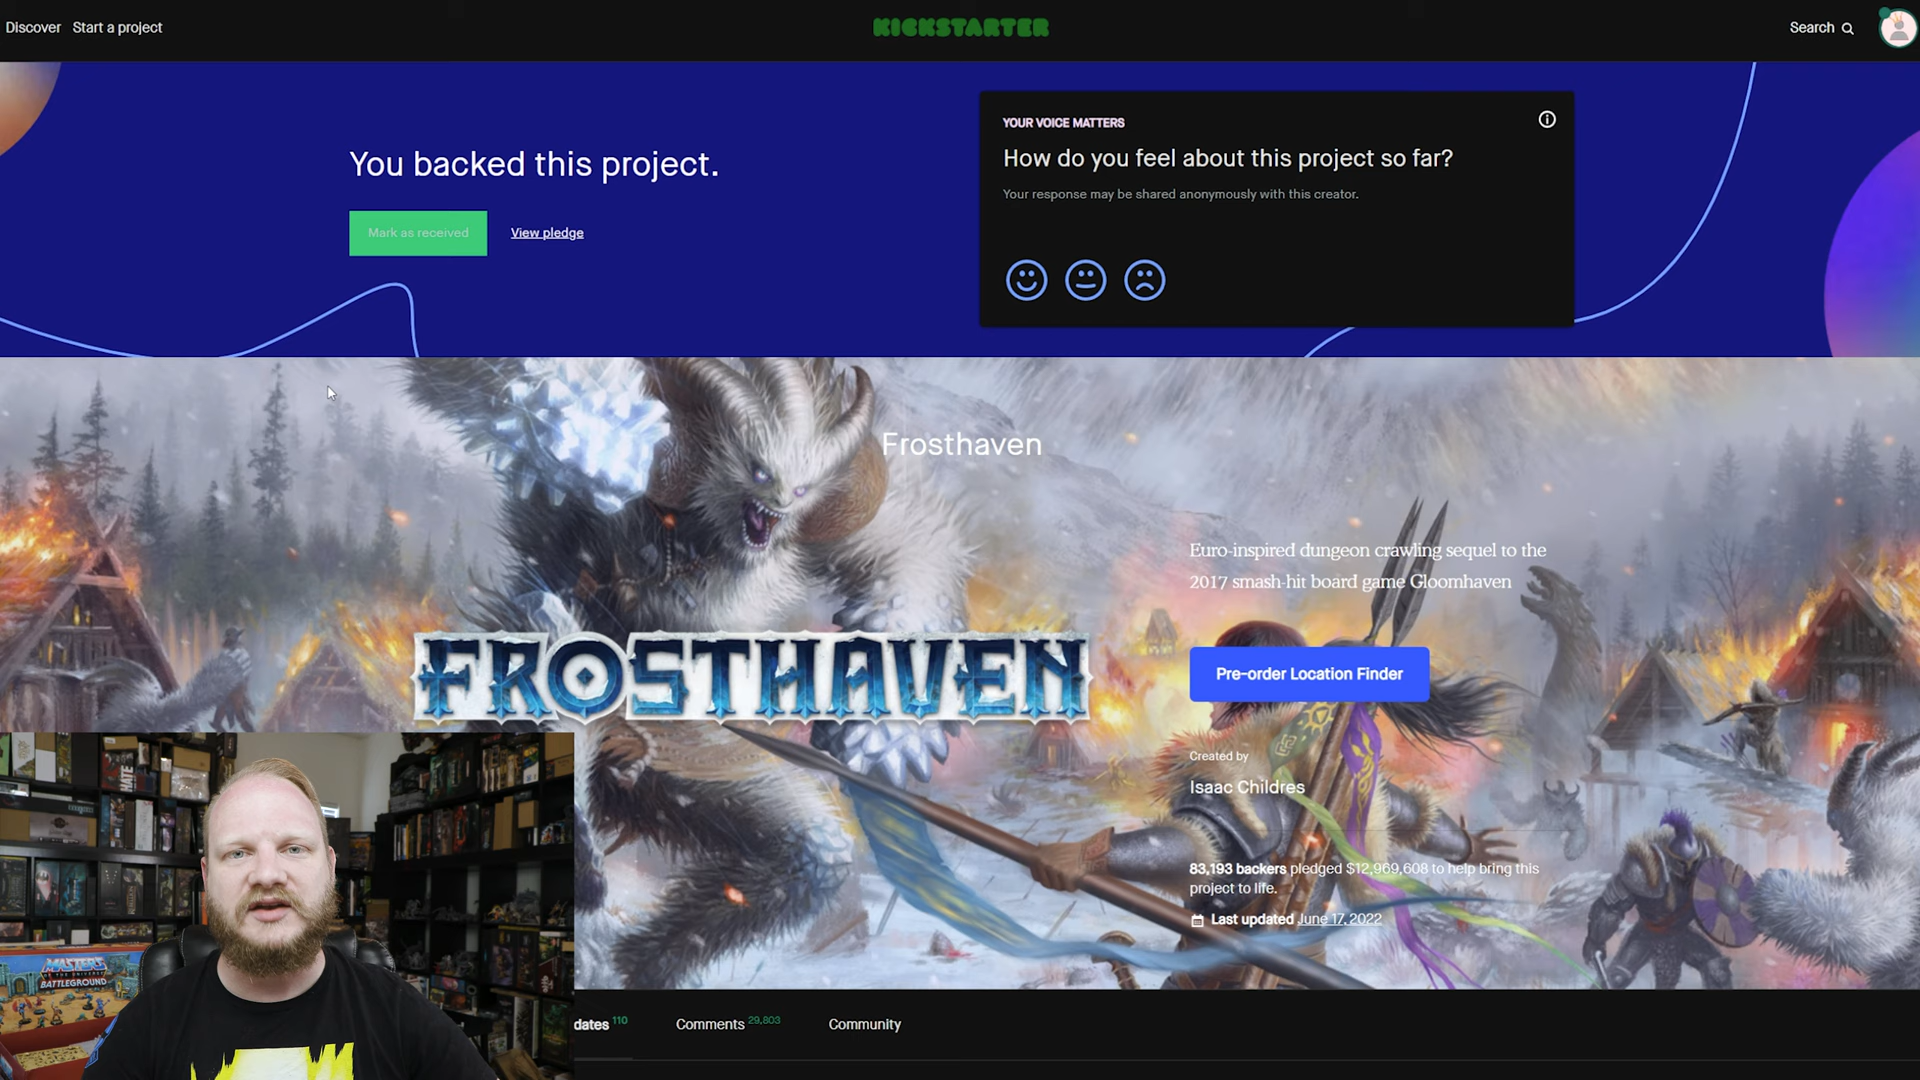 Discover Start a project
KICKSTARTER
Search
You backed this project.
Mark as received
View pledge
YOUR VOICE MATTERS
How do you feel about this project so far?
Your response may be shared anonymously with this creator.
Frosthaven
Euro-inspired dungeon crawling sequel to the
2017 smash-hit board game Gloomhaven
FROSTHAVEN
Pre-order Location Finder
Created by
Isaac Childres
83,193 backers pledged $12,969,608 to help bring this
project to life.
Last updated June 17, 2022
dates 110
Comments 29,803
Community
HATE
MASTERS
OF THE UNIVERSE
BATTLEGROUND